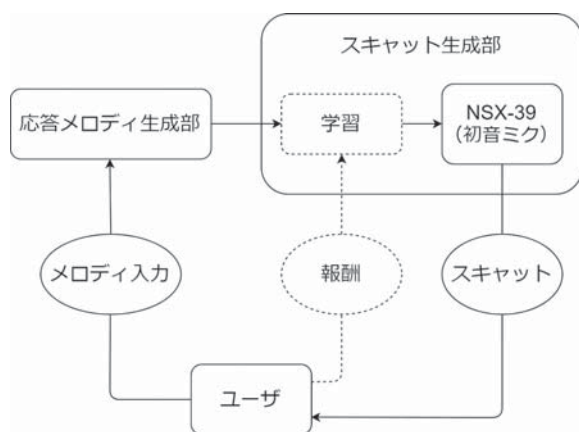 スキャット生成部
応答メロディ生成部
学習
NSX-39
(初音ミク)
メロディ入力
報酬
スキャット
ユーザ